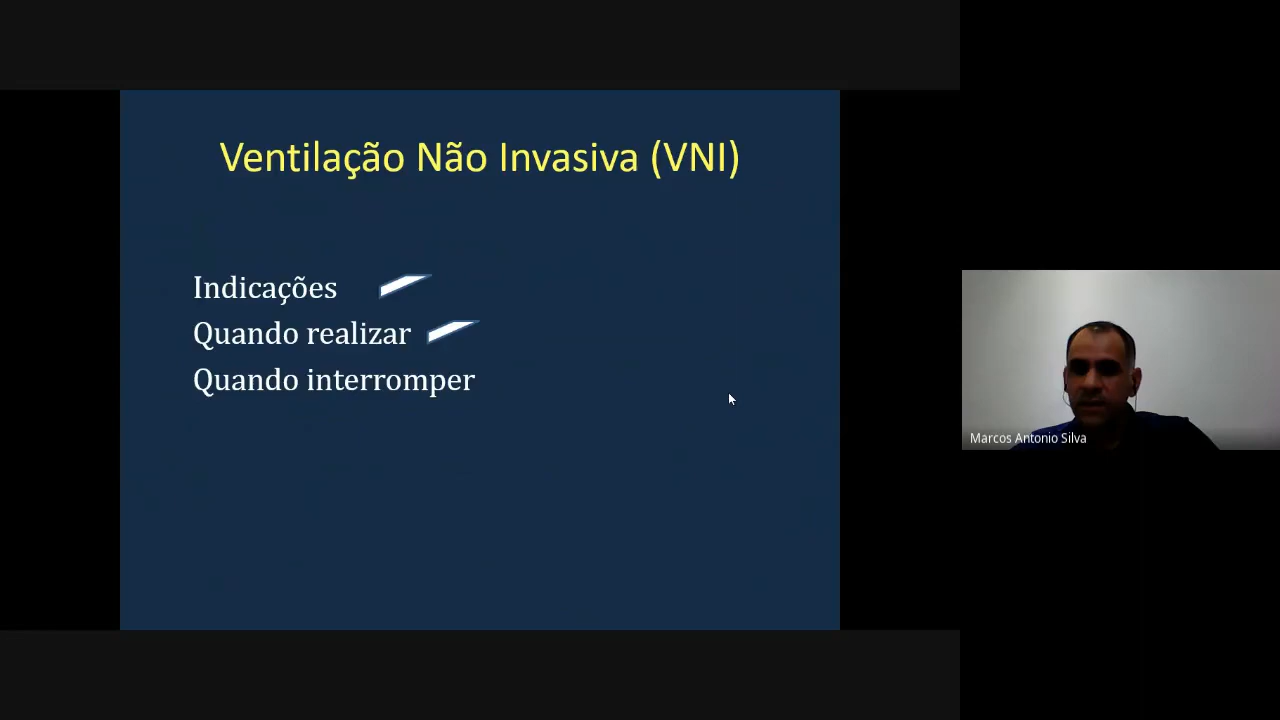 Ventilação Não Invasiva (VNI)
Indicações
Quando realizar
Quando interromper
Marcos Antonio Silva